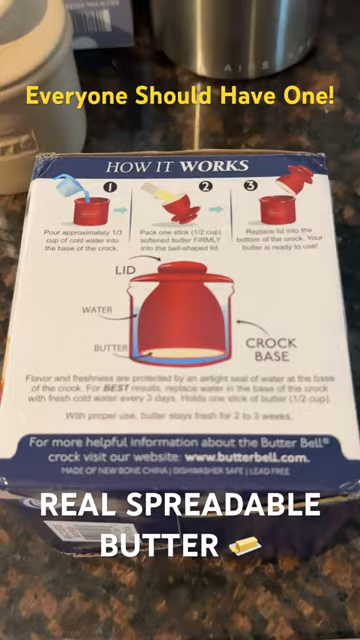 Everyone Should Have One!
HOW IT WORKS
1
2
3
Pour approximately 1/3
cup of cold water into
the base of the crock.
Pack one stick (1/2 cup)
softened butter FIRMLY
into the bell-shaped lid.
Replace lid into the
bottom of the crock. Your
butter is ready to use!
LID
WATER
BUTTER
CROCK
BASE
Flavor and freshness are protected by an airtight seal of water at the base
of the crock. For BEST results, replace water in the base of the crock
with fresh cold water every 3 days. Holds one stick of butter (1/2 cup).
With proper use, butter stays fresh for 2 to 3 weeks.
For more helpful information about the Butter Bell®
crock visit our website: www.butterbell.com.
MADE OF NEW BONE CHINA | DISHWASHER SAFE | LEAD FREE
REAL SPREADABLE
BUTTER 🧈